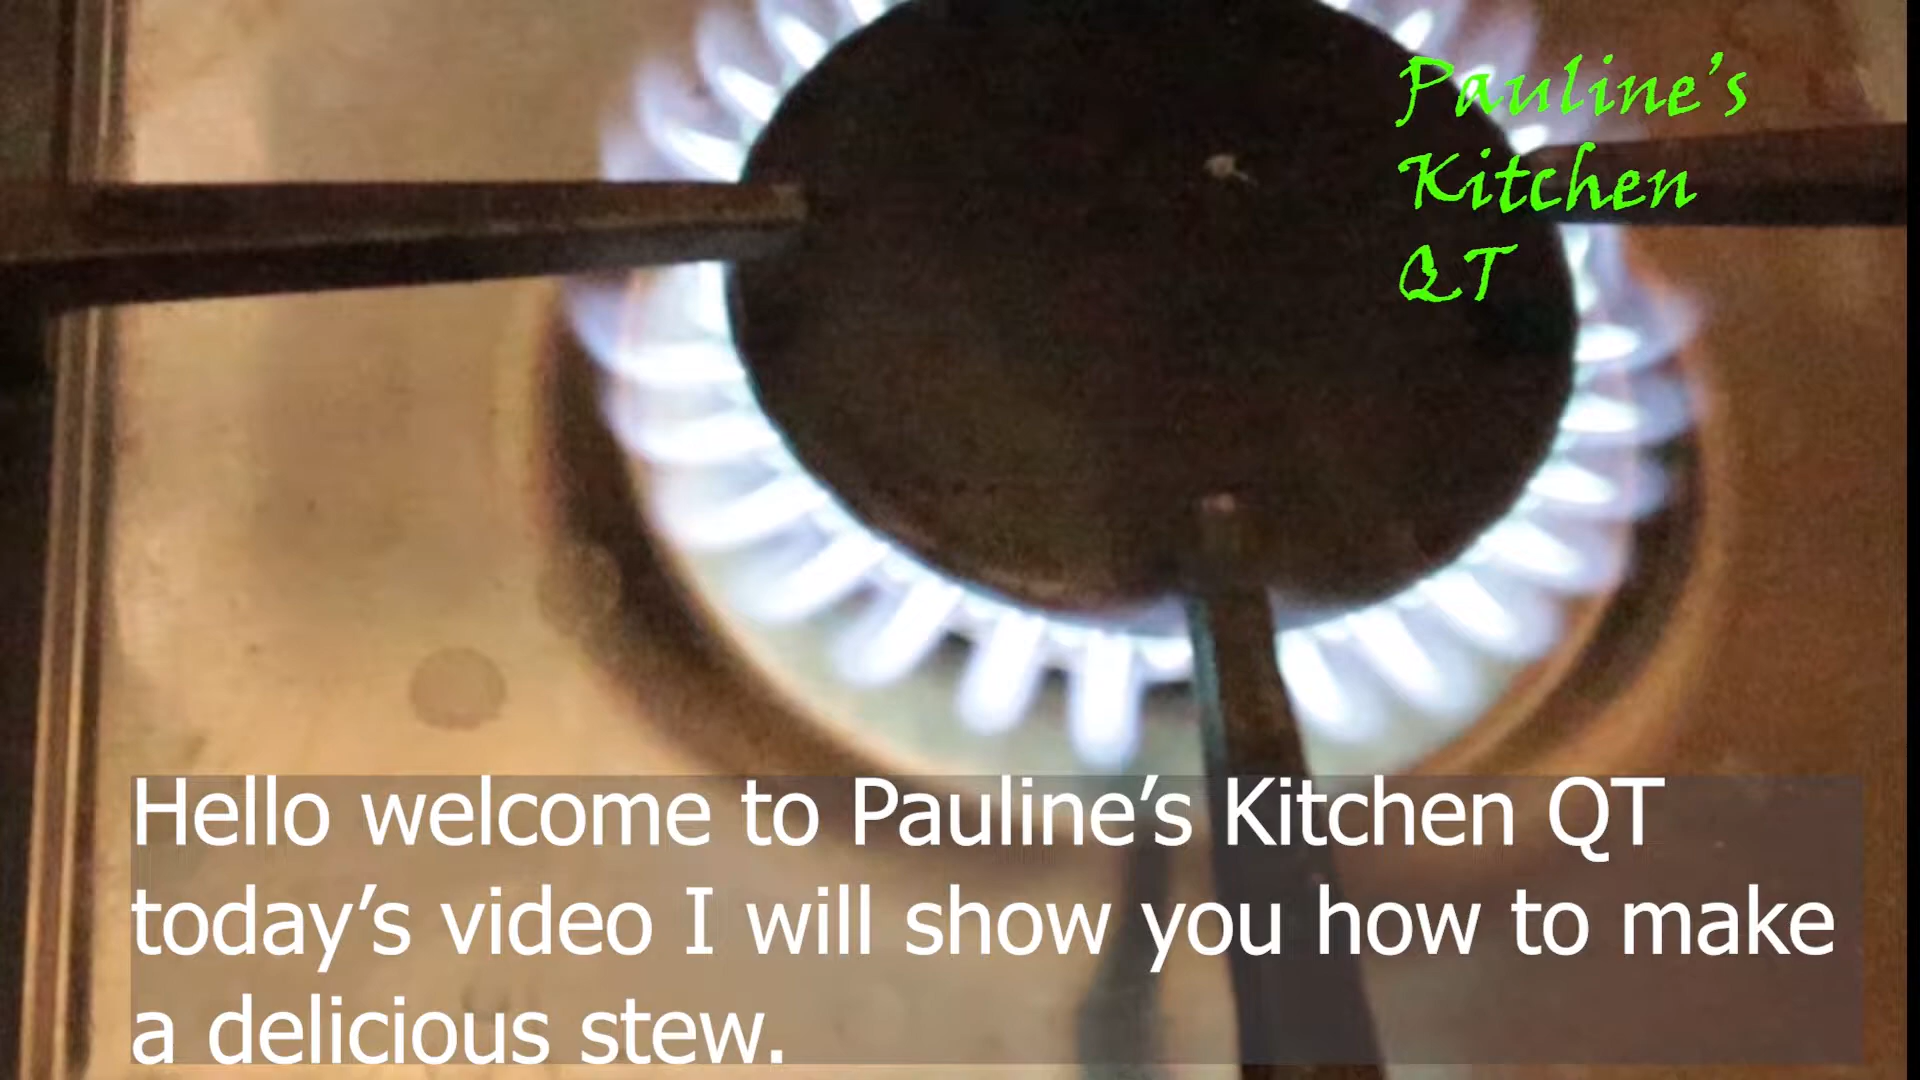 Pauline’s
Kitchen
QT
Hello welcome to Pauline’s Kitchen QT
today’s video I will show you how to make
a delicious stew.